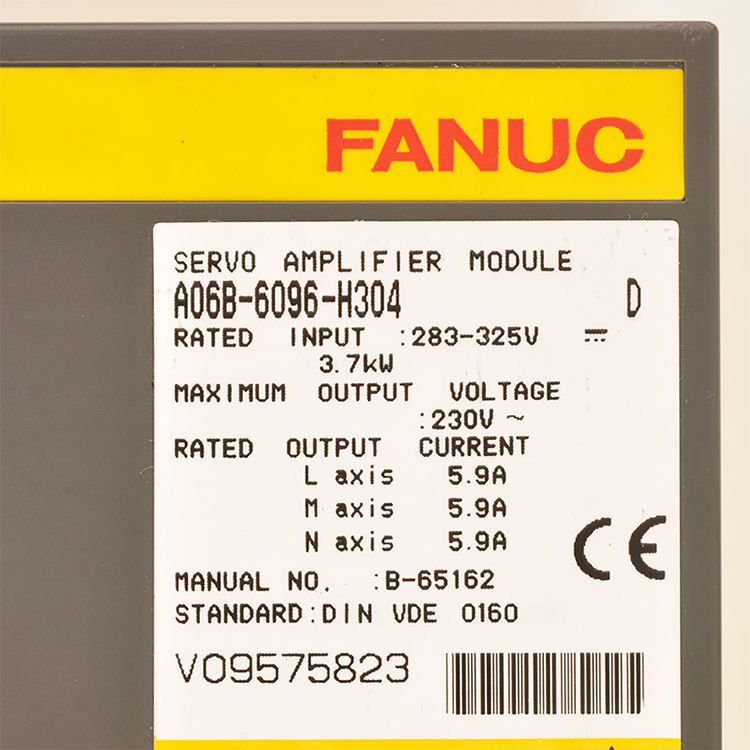 FANUC
SERVO AMPLIFIER MODULE
A06B-6096-H304 D
RATED INPUT :283-325V ⎓
3.7kW
MAXIMUM OUTPUT VOLTAGE
:230V ~
RATED OUTPUT CURRENT
L axis 5.9A
M axis 5.9A
N axis 5.9A
CE
MANUAL NO. :B-65162
STANDARD:DIN VDE 0160
V09575823